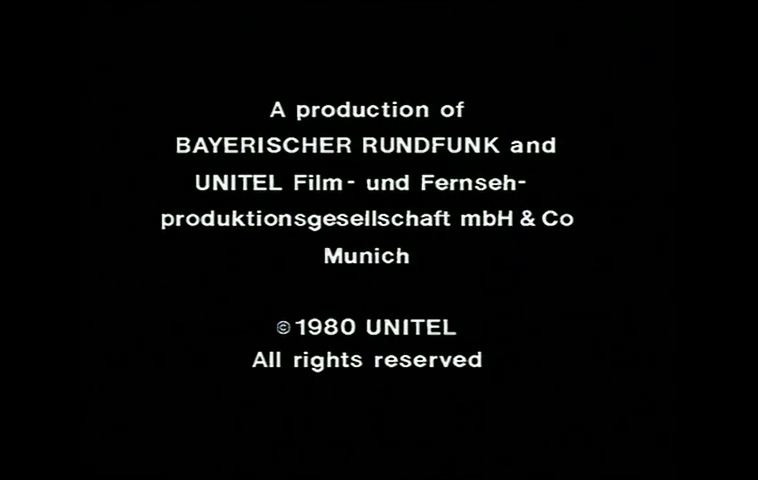 A production of
BAYERISCHER RUNDFUNK and
UNITEL Film- und Fernseh-
produktionsgesellschaft mbH & Co
Munich
© 1980 UNITEL
All rights reserved